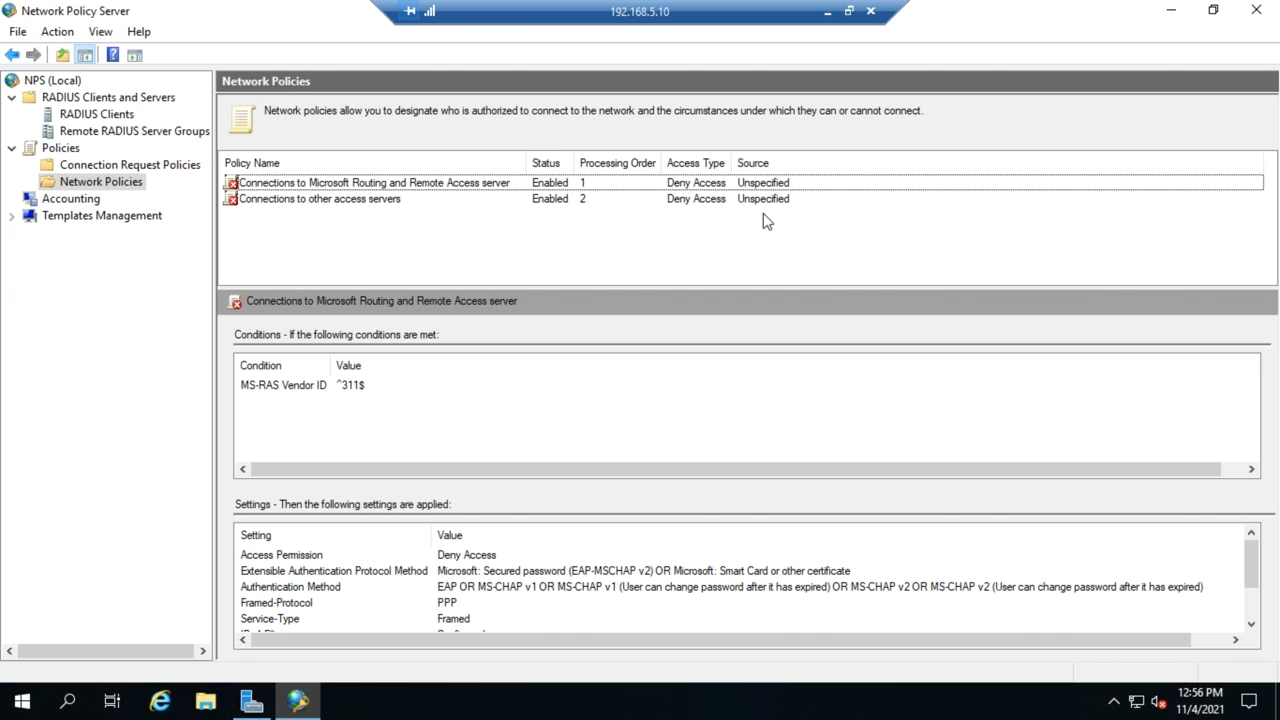 Network Policy Server
192.168.5.10
File Action View Help
NPS (Local)
RADIUS Clients and Servers
RADIUS Clients
Remote RADIUS Server Groups
Policies
Connection Request Policies
Network Policies
Accounting
Templates Management
Network Policies
Network policies allow you to designate who is authorized to connect to the network and the circumstances under which they can or cannot connect.
Policy Name Status Processing Order Access Type Source
Connections to Microsoft Routing and Remote Access server Enabled 1 Deny Access Unspecified
Connections to other access servers Enabled 2 Deny Access Unspecified
Connections to Microsoft Routing and Remote Access server
Conditions - If the following conditions are met:
Condition Value
MS-RAS Vendor ID ^311$
Settings - Then the following settings are applied:
Setting Value
Access Permission Deny Access
Extensible Authentication Protocol Method Microsoft: Secured password (EAP-MSCHAP v2) OR Microsoft: Smart Card or other certificate
Authentication Method EAP OR MS-CHAP v1 OR MS-CHAP v1 (User can change password after it has expired) OR MS-CHAP v2 OR MS-CHAP v2 (User can change password after it has expired)
Framed-Protocol PPP
Service-Type Framed
12:56 PM
11/4/2021